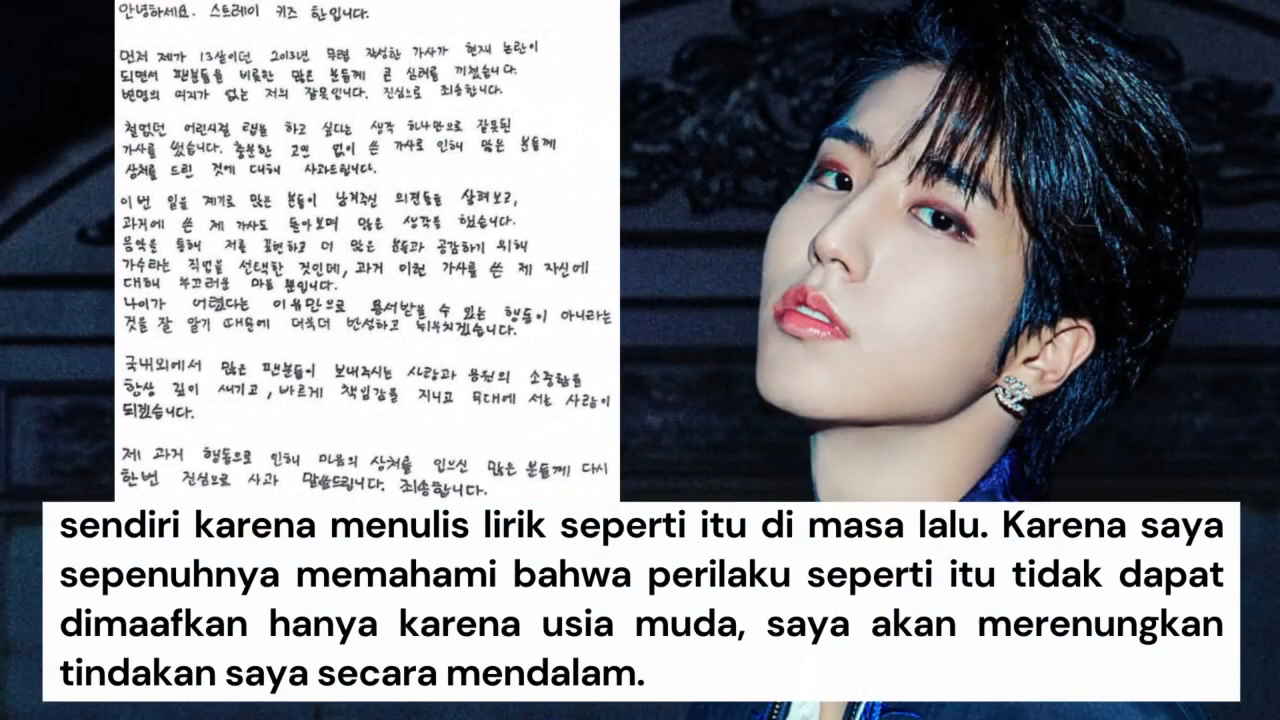 안녕하세요. 스트레이 키즈 한입니다.
먼저 제가 13살이던 2013년 무렵 작성한 가사가 현재 논란이
되면서 팬분들을 비롯한 많은 분들께 큰 심려를 끼쳤습니다.
변명의 여지가 없는 저의 잘못입니다. 진심으로 죄송합니다.
철없던 어린시절 랩을 하고 싶다는 생각 하나만으로 잘못된
가사를 썼습니다. 충분한 고민 없이 쓴 가사로 인해 많은 분들께
상처를 드린 것에 대해 사과드립니다.
이번 일을 계기로 많은 분들이 남겨주신 의견들을 살펴보고,
과거에 쓴 제 가사도 돌아보며 많은 생각을 했습니다.
음악을 통해 저를 표현하고 더 많은 분들과 공감하기 위해
가수라는 직업을 선택한 것인데, 과거 이런 가사를 쓴 제 자신에
대해 부끄러운 마음 뿐입니다.
나이가 어렸다는 이유만으로 용서받을 수 있는 행동이 아니라는
것을 잘 알기 때문에 더욱더 반성하고 뉘우치겠습니다.
국내외에서 많은 팬분들이 보내주시는 사랑과 응원의 소중함을
항상 깊이 새기고, 바르게 책임감을 지니고 무대에 서는 사람이
되겠습니다.
제 과거 행동으로 인해 마음의 상처를 입으신 많은 분들께 다시
한번 진심으로 사과 말씀드립니다. 죄송합니다.
sendiri karena menulis lirik seperti itu di masa lalu. Karena saya
sepenuhnya memahami bahwa perilaku seperti itu tidak dapat
dimaafkan hanya karena usia muda, saya akan merenungkan
tindakan saya secara mendalam.